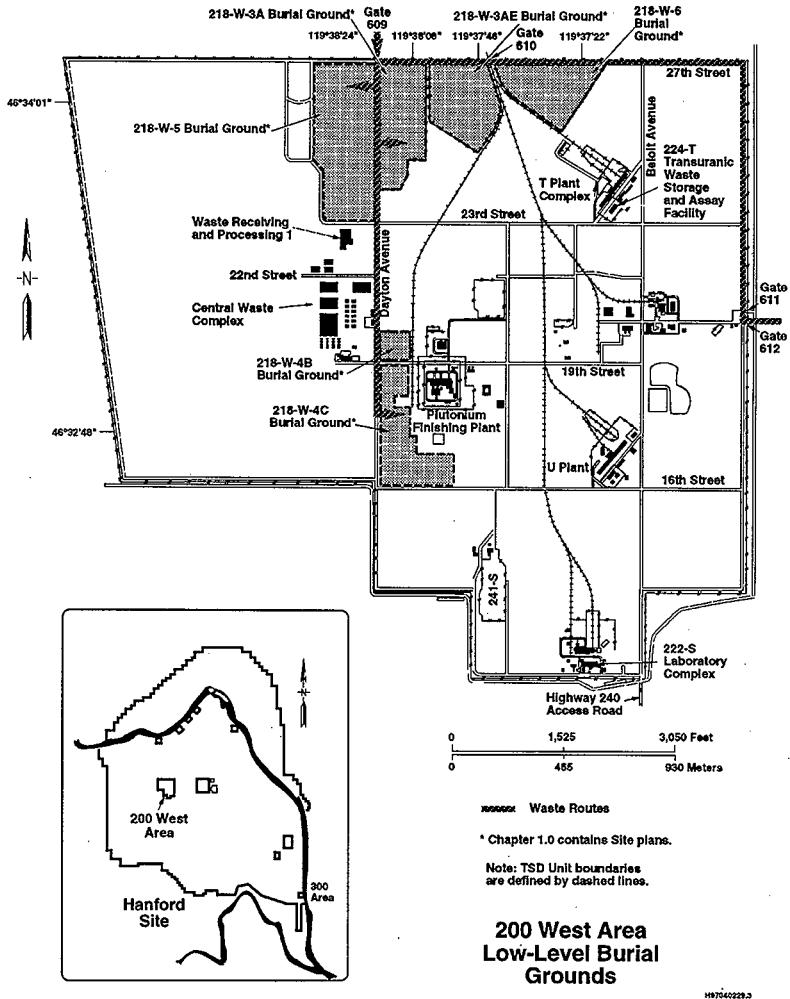 218-W-3A Burial Ground*
Gate
609
218-W-3AE Burial Ground*
Gate
610
218-W-6
Burial
Ground*
119°38'24"
119°38'06"
119°37'46"
119°37'22"
27th Street
46°34'01"
218-W-5 Burial Ground*
Beloit Avenue
224-T
Transuranic
Waste
Storage
and Assay
Facility
T Plant
Complex
23rd Street
Waste Receiving
and Processing 1
Dayton Avenue
22nd Street
N
Central Waste
Complex
Gate
611
Gate
612
218-W-4B
Burial Ground*
19th Street
218-W-4C
Burial Ground*
Plutonium
Finishing Plant
46°32'48"
U Plant
16th Street
241-S
222-S
Laboratory
Complex
Highway 240
Access Road
0 1,525 3,050 Feet
0 465 930 Meters
Waste Routes
* Chapter 1.0 contains Site plans.
Note: TSD Unit boundaries
are defined by dashed lines.
N
200 West
Area
300
Area
Hanford
Site
200 West Area
Low-Level Burial
Grounds
H97040229.3